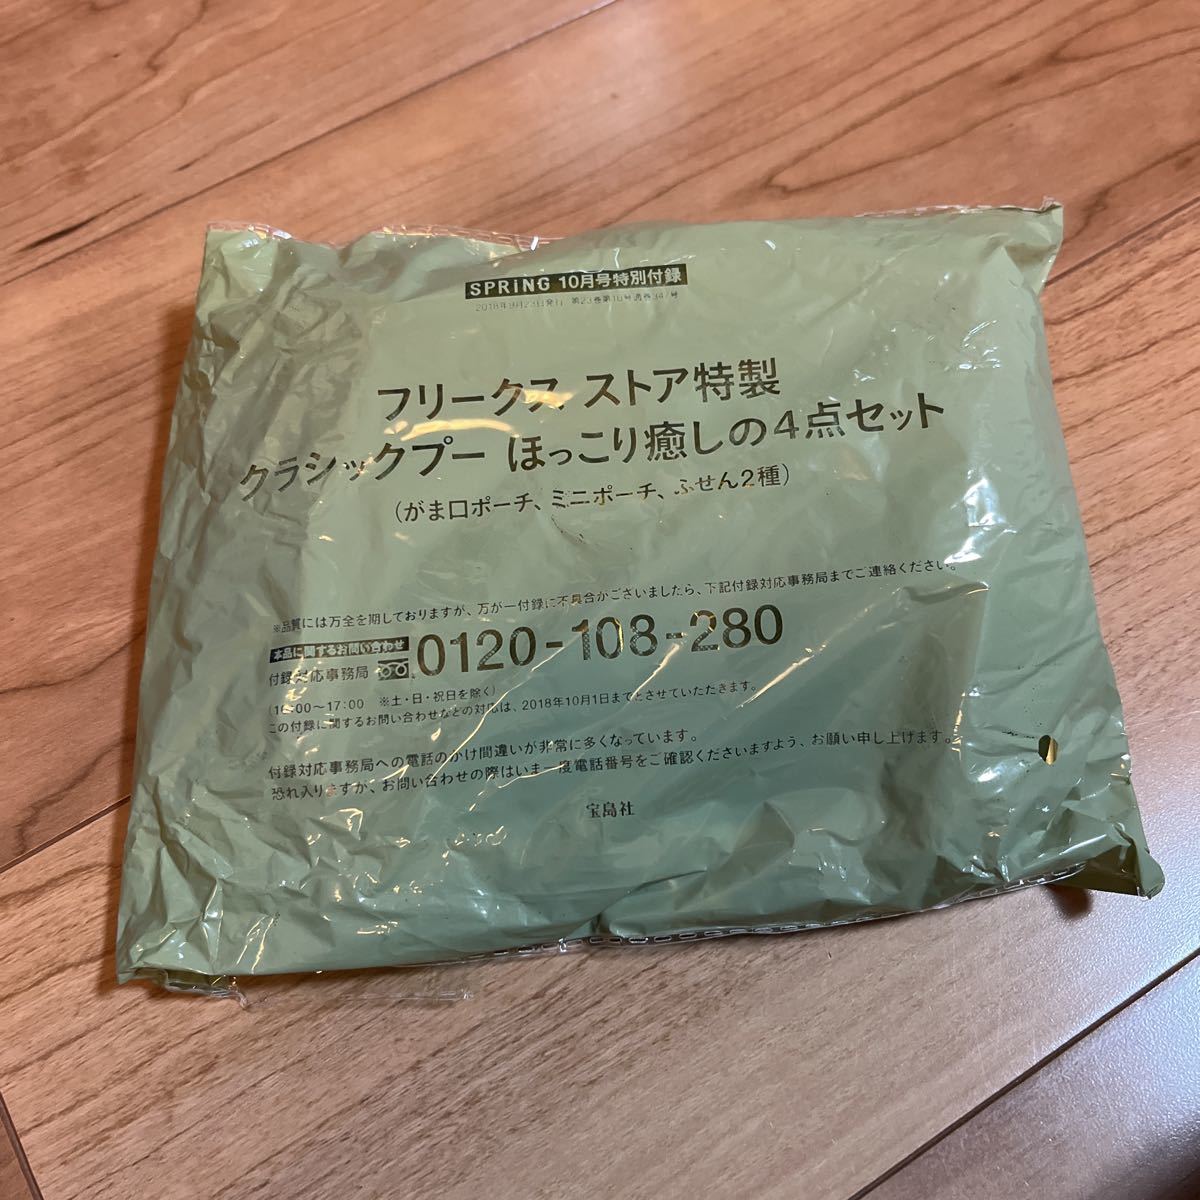 SPRiNG 10月号特別付録
2018年9月23日発行 第23巻第16号通巻347号
フリークス ストア特製
クラシックプー ほっこり癒しの4点セット
(がま口ポーチ、ミニポーチ、ふせん2種)
※品質には万全を期しておりますが、万が一付録に不具合がございましたら、下記付録対応事務局までご連絡ください。
本品に関するお問い合わせ
付録対応事務局 0120-108-280
(10:00〜17:00 ※土・日・祝日を除く)
この付録に関するお問い合わせなどの対応は、2018年10月1日までとさせていただきます。
付録対応事務局への電話のかけ間違いが非常に多くなっています。
恐れ入りますが、お問い合わせの際はいま一度電話番号をご確認くださいますよう、お願い申し上げます。
宝島社